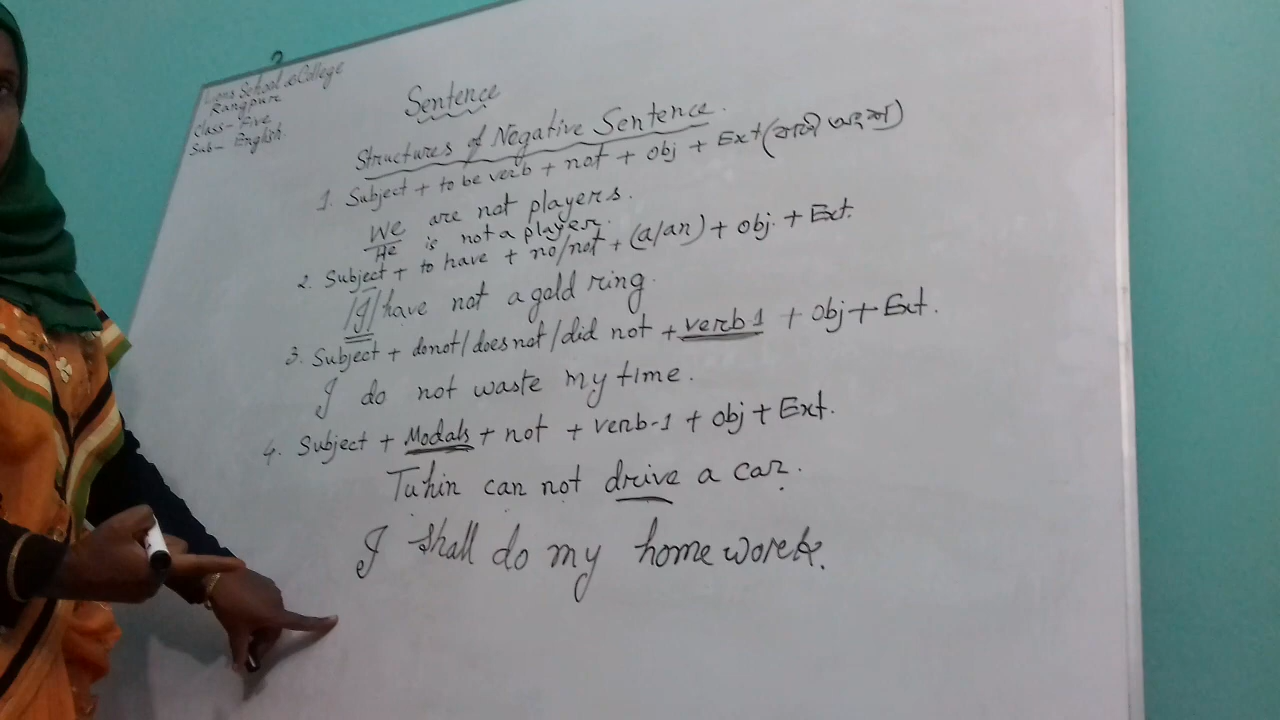 Lions School & College
Rangpur
Class- Five
Sub- English.
Sentence
Structures of Negative Sentence.
1. Subject + to be verb + not + obj + Ext (বাকী অংশ)
We are not players.
He is not a player.
2. Subject + to have + no/not + (a/an) + obj. + Ext.
I have not a gold ring.
3. Subject + donot/does not/did not + verb 1 + obj + Ext.
I do not waste my time.
4. Subject + Modals + not + verb-1 + obj + Ext.
Tuhin can not drive a car.
I shall do my home work.